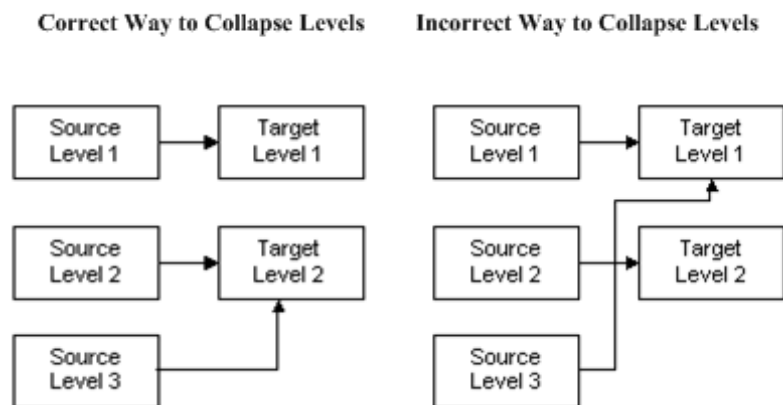 Correct Way to Collapse Levels
Source
Level 1
Target
Level 1
Source
Level 2
Target
Level 2
Source
Level 3
Incorrect Way to Collapse Levels
Source
Level 1
Target
Level 1
Source
Level 2
Target
Level 2
Source
Level 3